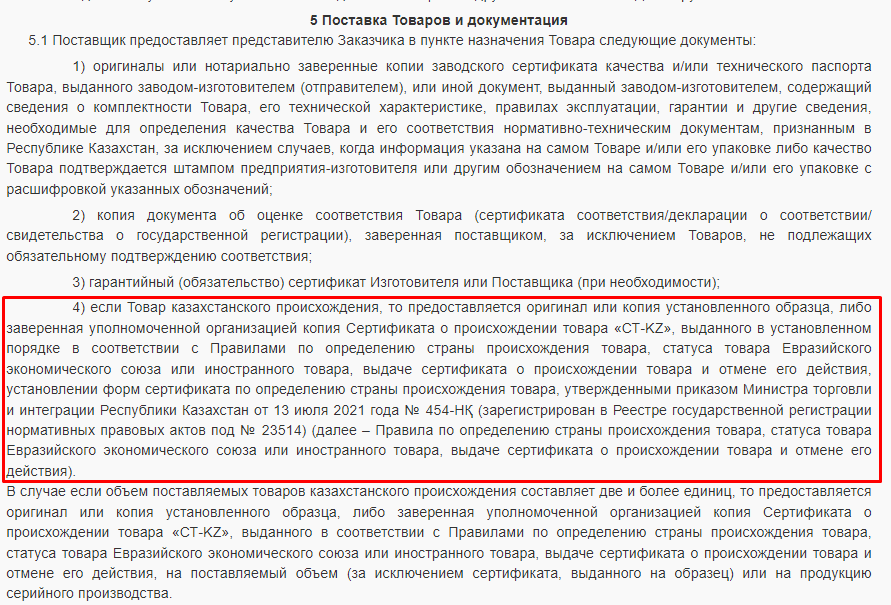 5 Поставка Товаров и документация
5.1 Поставщик предоставляет представителю Заказчика в пункте назначения Товара следующие документы:
1) оригиналы или нотариально заверенные копии заводского сертификата качества и/или технического паспорта
Товара, выданного заводом-изготовителем (отправителем), или иной документ, выданный заводом-изготовителем, содержащий
сведения о комплектности Товара, его технической характеристике, правилах эксплуатации, гарантии и другие сведения,
необходимые для определения качества Товара и его соответствия нормативно-техническим документам, признанным в
Республике Казахстан, за исключением случаев, когда информация указана на самом Товаре и/или его упаковке либо качество
Товара подтверждается штампом предприятия-изготовителя или другим обозначением на самом Товаре и/или его упаковке с
расшифровкой указанных обозначений;
2) копия документа об оценке соответствия Товара (сертификата соответствия/декларации о соответствии/
свидетельства о государственной регистрации), заверенная поставщиком, за исключением Товаров, не подлежащих
обязательному подтверждению соответствия;
3) гарантийный (обязательство) сертификат Изготовителя или Поставщика (при необходимости);
4) если Товар казахстанского происхождения, то предоставляется оригинал или копия установленного образца, либо
заверенная уполномоченной организацией копия Сертификата о происхождении товара «CT-KZ», выданного в установленном
порядке в соответствии с Правилами по определению страны происхождения товара, статуса товара Евразийского
экономического союза или иностранного товара, выдаче сертификата о происхождении товара и отмене его действия,
установлении форм сертификата по определению страны происхождения товара, утвержденными приказом Министра торговли
и интеграции Республики Казахстан от 13 июля 2021 года № 454-НҚ (зарегистрирован в Реестре государственной регистрации
нормативных правовых актов под № 23514) (далее – Правила по определению страны происхождения товара, статуса товара
Евразийского экономического союза или иностранного товара, выдаче сертификата о происхождении товара и отмене его
действия).
В случае если объем поставляемых товаров казахстанского происхождения составляет две и более единиц, то предоставляется
оригинал или копия установленного образца, либо заверенная уполномоченной организацией копия Сертификата о
происхождении товара «CT-KZ», выданного в соответствии с Правилами по определению страны происхождения товара,
статуса товара Евразийского экономического союза или иностранного товара, выдаче сертификата о происхождении товара и
отмене его действия, на поставляемый объем (за исключением сертификата, выданного на образец) или на продукцию
серийного производства.